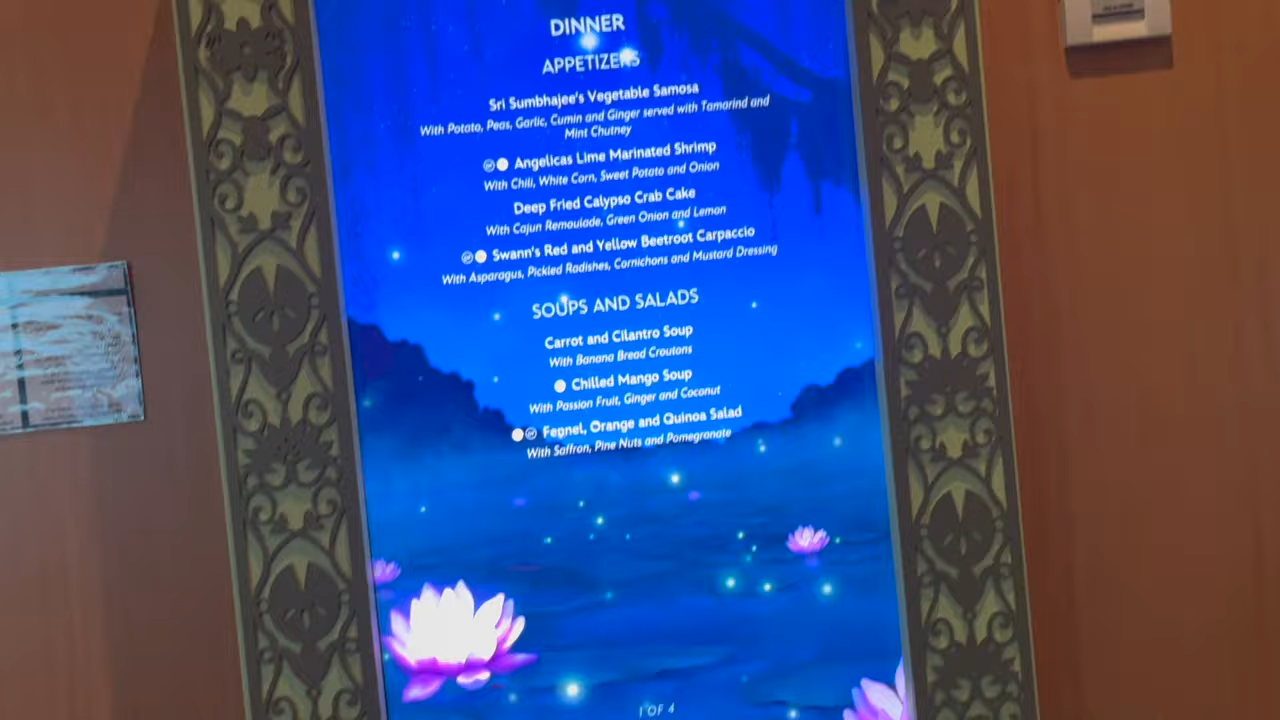 DINNER
APPETIZERS
Sri Sumbhajee's Vegetable Samosa
With Potato, Peas, Garlic, Cumin and Ginger served with Tamarind and
Mint Chutney
Angelicas Lime Marinated Shrimp
With Chili, White Corn, Sweet Potato and Onion
Deep Fried Calypso Crab Cake
With Cajun Remoulade, Green Onion and Lemon
Swann's Red and Yellow Beetroot Carpaccio
With Asparagus, Pickled Radishes, Cornichons and Mustard Dressing
SOUPS AND SALADS
Carrot and Cilantro Soup
With Banana Bread Croutons
Chilled Mango Soup
With Passion Fruit, Ginger and Coconut
Fennel, Orange and Quinoa Salad
With Saffron, Pine Nuts and Pomegranate
1 OF 4